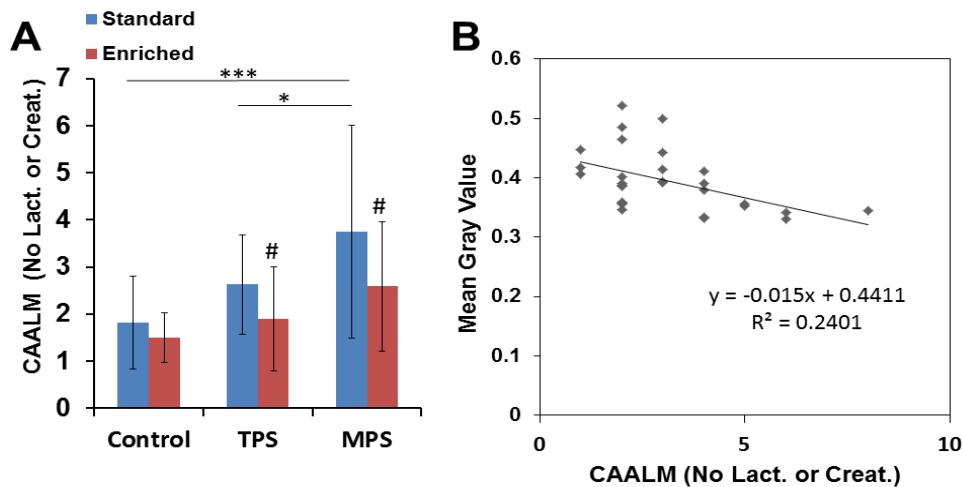 A
Standard
Enriched
CAALM (No Lact. or Creat.)
7
6
5
4
3
2
1
0
***
*
#
#
Control TPS MPS
B
Mean Gray Value
0.6
0.5
0.4
0.3
0.2
0.1
0
y = -0.015x + 0.4411
R² = 0.2401
0 5 10
CAALM (No Lact. or Creat.)